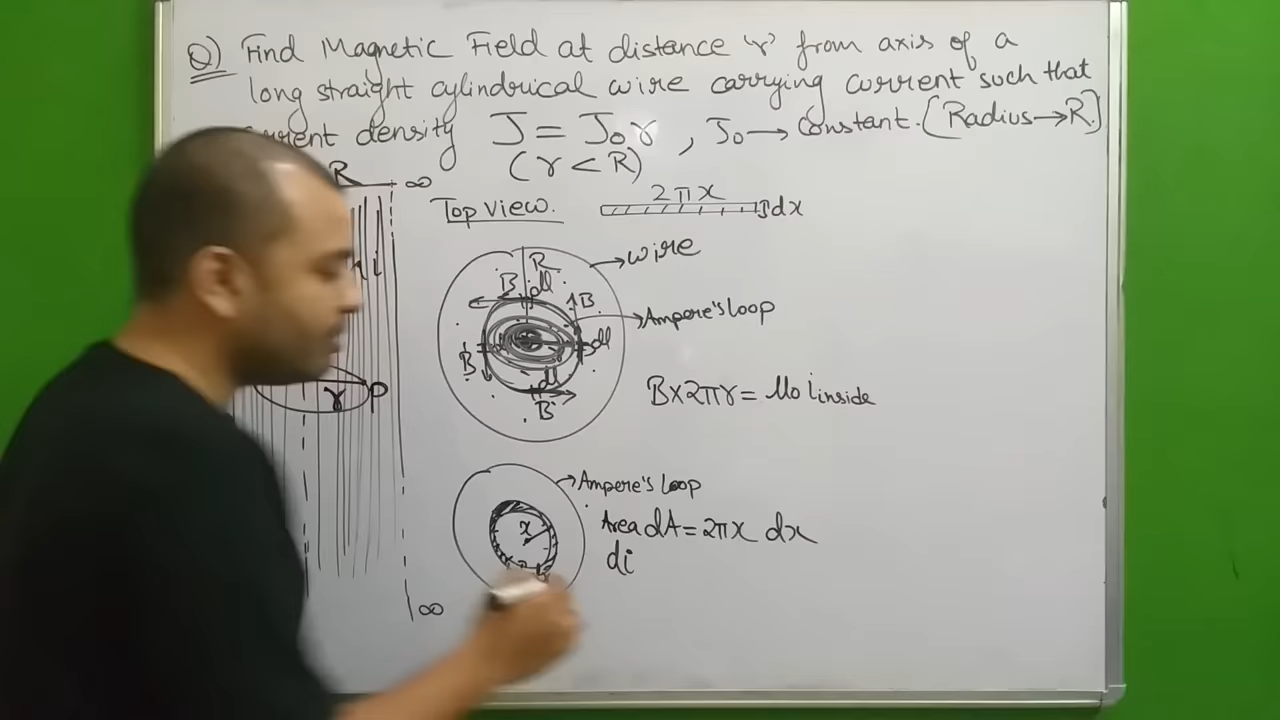 Q) Find Magnetic Field at distance 'r' from axis of a
long straight cylindrical wire carrying current such that
density J = J₀r , J₀ → constant. [Radius → R]
(r < R)
R
∞
i
r
P
∞
Top view.
2πx
dx
wire
R
B
dl
B
Ampere's loop
dl
B
dl
B
B×2πr = μ₀ i inside
Ampere's loop
x
Area dA = 2πx dx
di